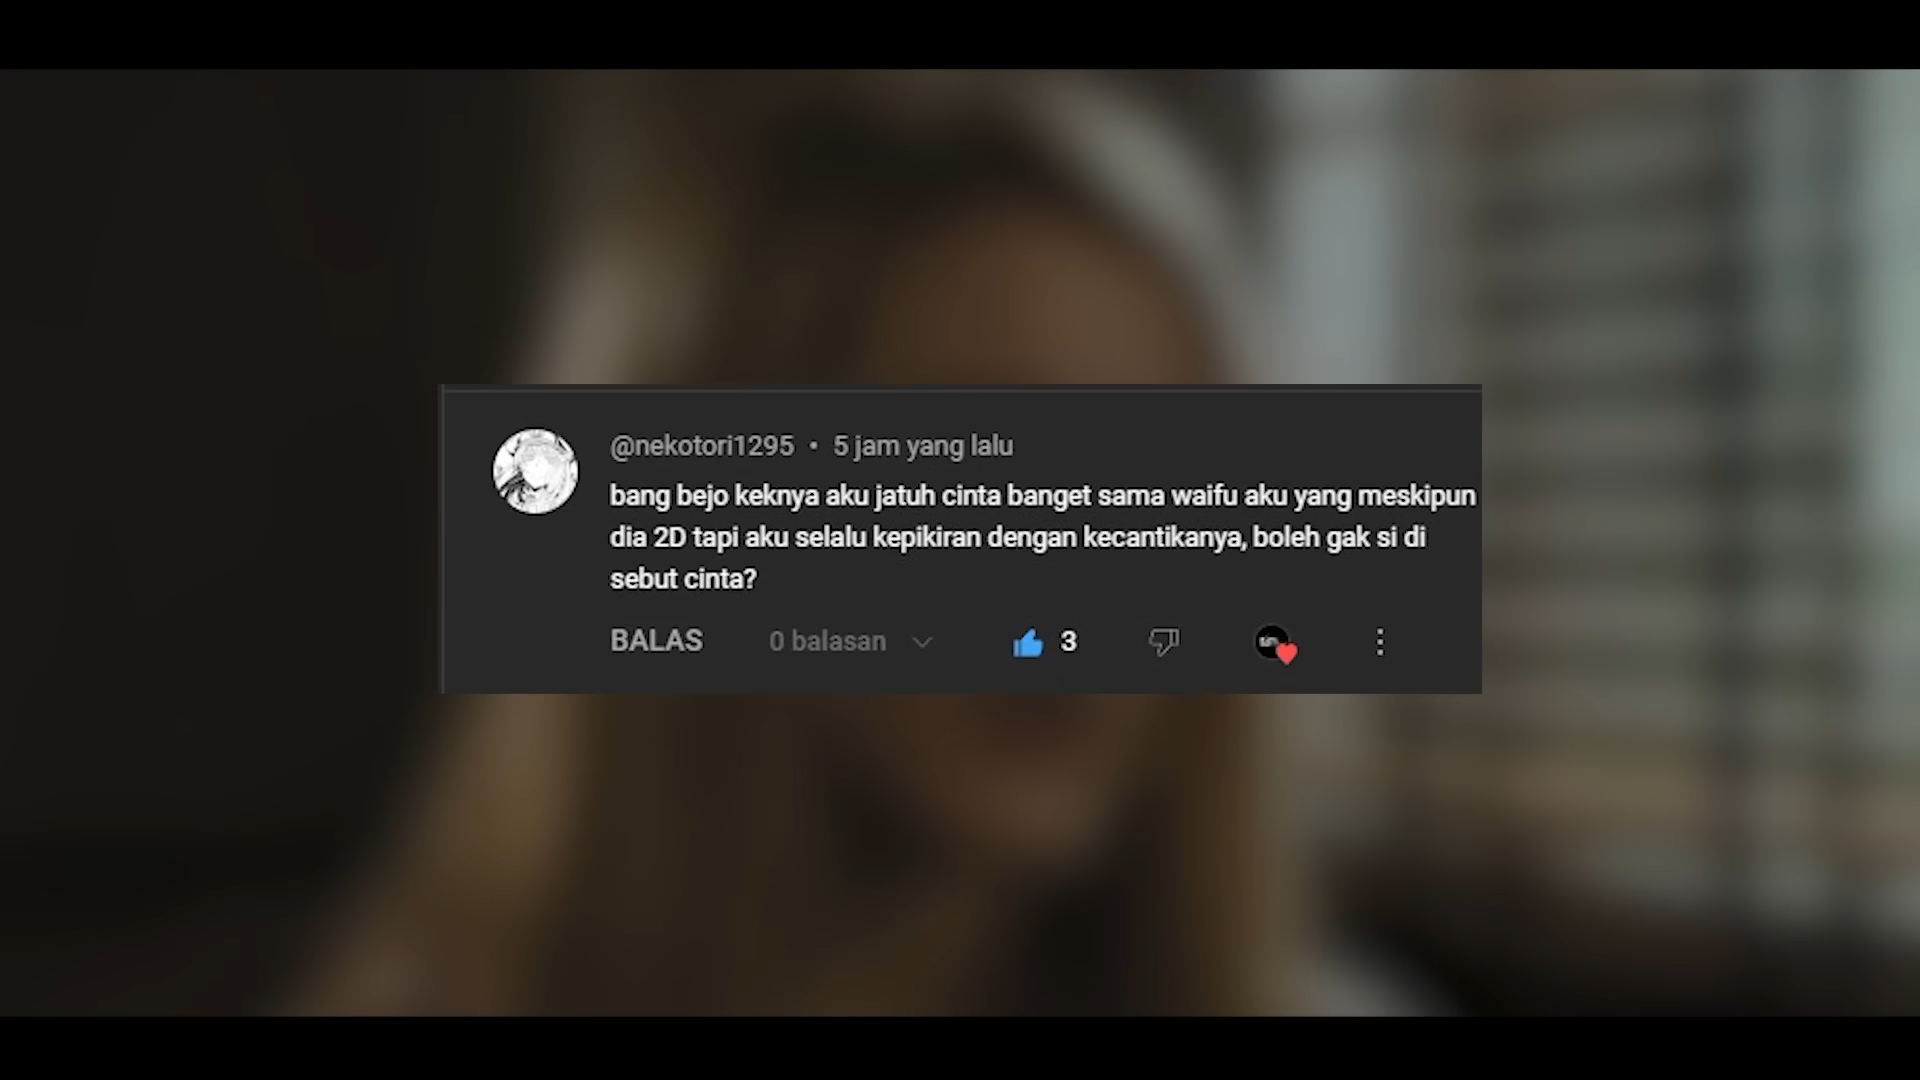 @nekotori1295 • 5 jam yang lalu
bang bejo keknya aku jatuh cinta banget sama waifu aku yang meskipun
dia 2D tapi aku selalu kepikiran dengan kecantikanya, boleh gak si di
sebut cinta?
BALAS 0 balasan 3